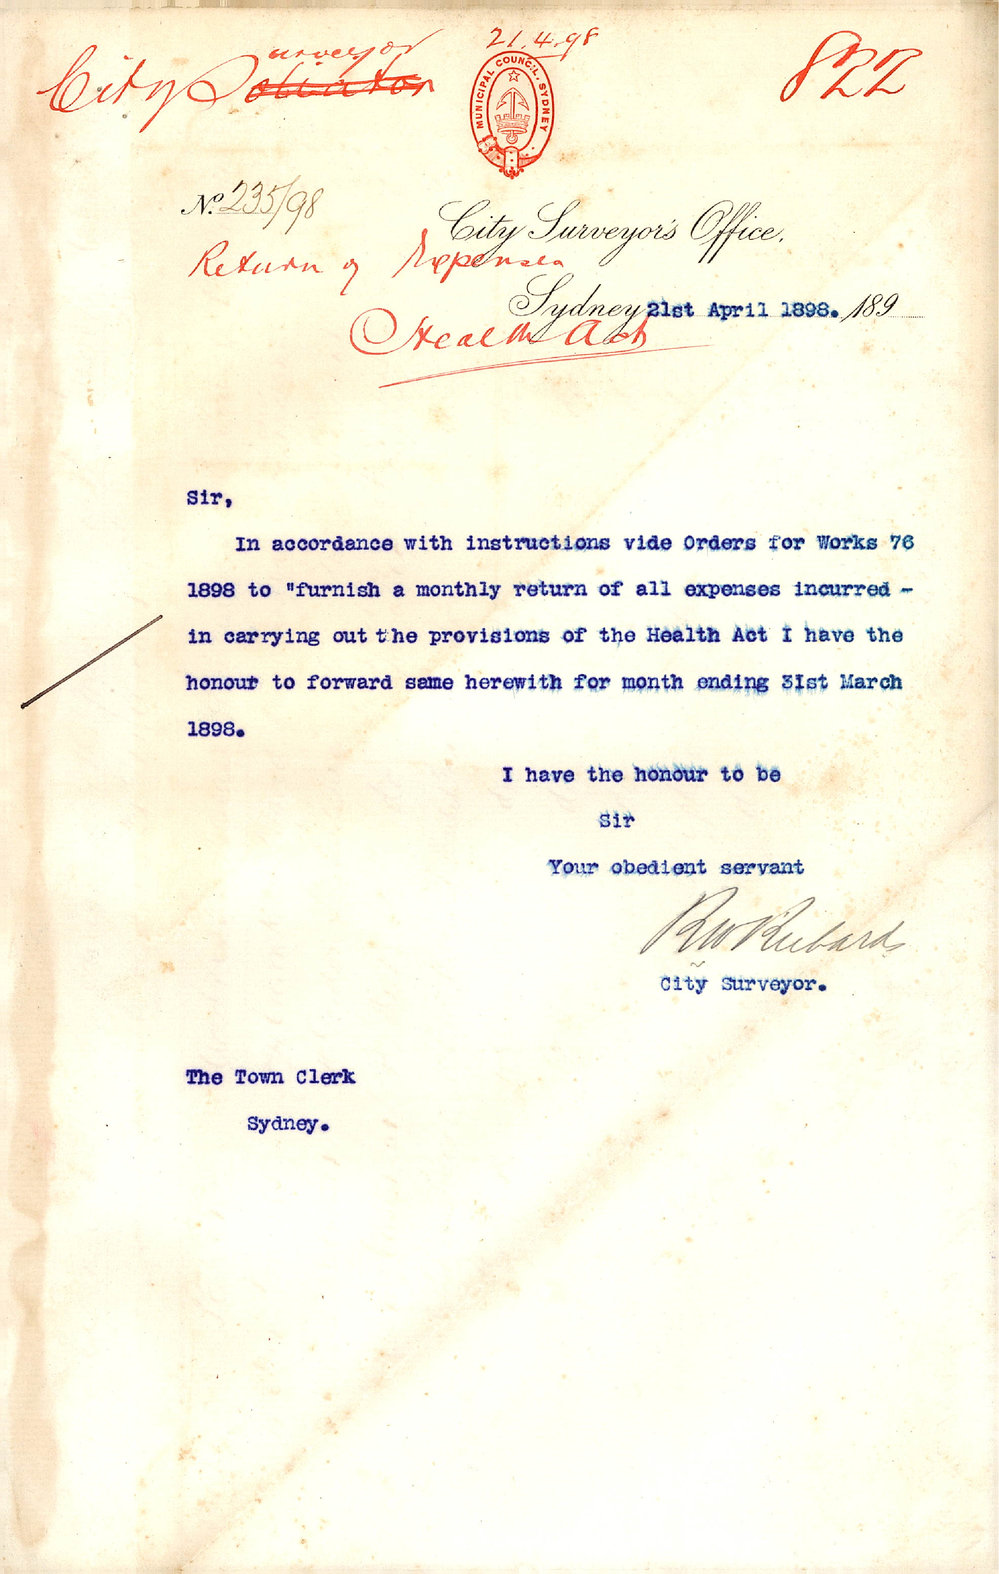 21.4.98
City Surveyor
Solicitor
822
MUNICIPAL COUNCIL, SYDNEY
No. 235/98
City Surveyor's Office,
Return of Expenses
Sydney 21st April 1898. 189
Health Act
Sir,
In accordance with instructions vide Orders for Works 76
1898 to "furnish a monthly return of all expenses incurred -
in carrying out the provisions of the Health Act I have the
honour to forward same herewith for month ending 3Ist March
1898.
I have the honour to be
Sir
Your obedient servant
RW Richards
City Surveyor.
The Town Clerk
Sydney.